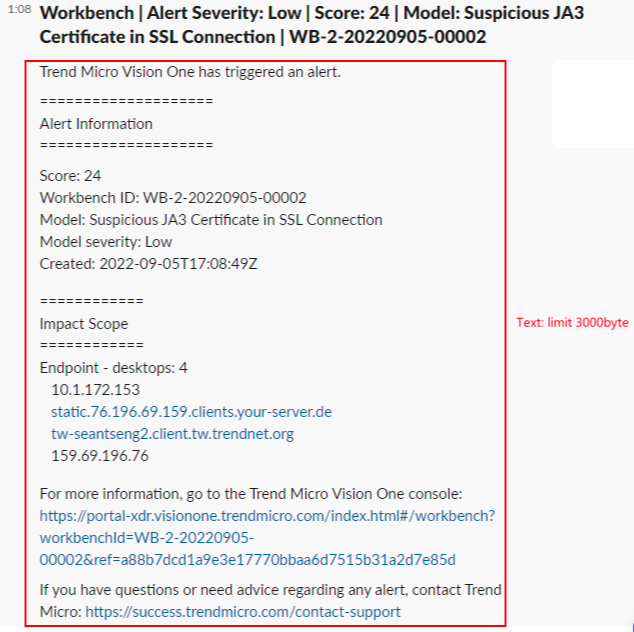 1:08 Workbench | Alert Severity: Low | Score: 24 | Model: Suspicious JA3
Certificate in SSL Connection | WB-2-20220905-00002
Trend Micro Vision One has triggered an alert.
====================
Alert Information
====================
Score: 24
Workbench ID: WB-2-20220905-00002
Model: Suspicious JA3 Certificate in SSL Connection
Model severity: Low
Created: 2022-09-05T17:08:49Z
============
Impact Scope
============
Text: limit 3000byte
Endpoint - desktops: 4
10.1.172.153
static.76.196.69.159.clients.your-server.de
tw-seantseng2.client.tw.trendnet.org
159.69.196.76
For more information, go to the Trend Micro Vision One console:
https://portal-xdr.visionone.trendmicro.com/index.html#/workbench?
workbenchId=WB-2-20220905-
00002&ref=a88b7dcd1a9e3e17770bbaa6d7515b31a2d7e85d
If you have questions or need advice regarding any alert, contact Trend
Micro: https://success.trendmicro.com/contact-support